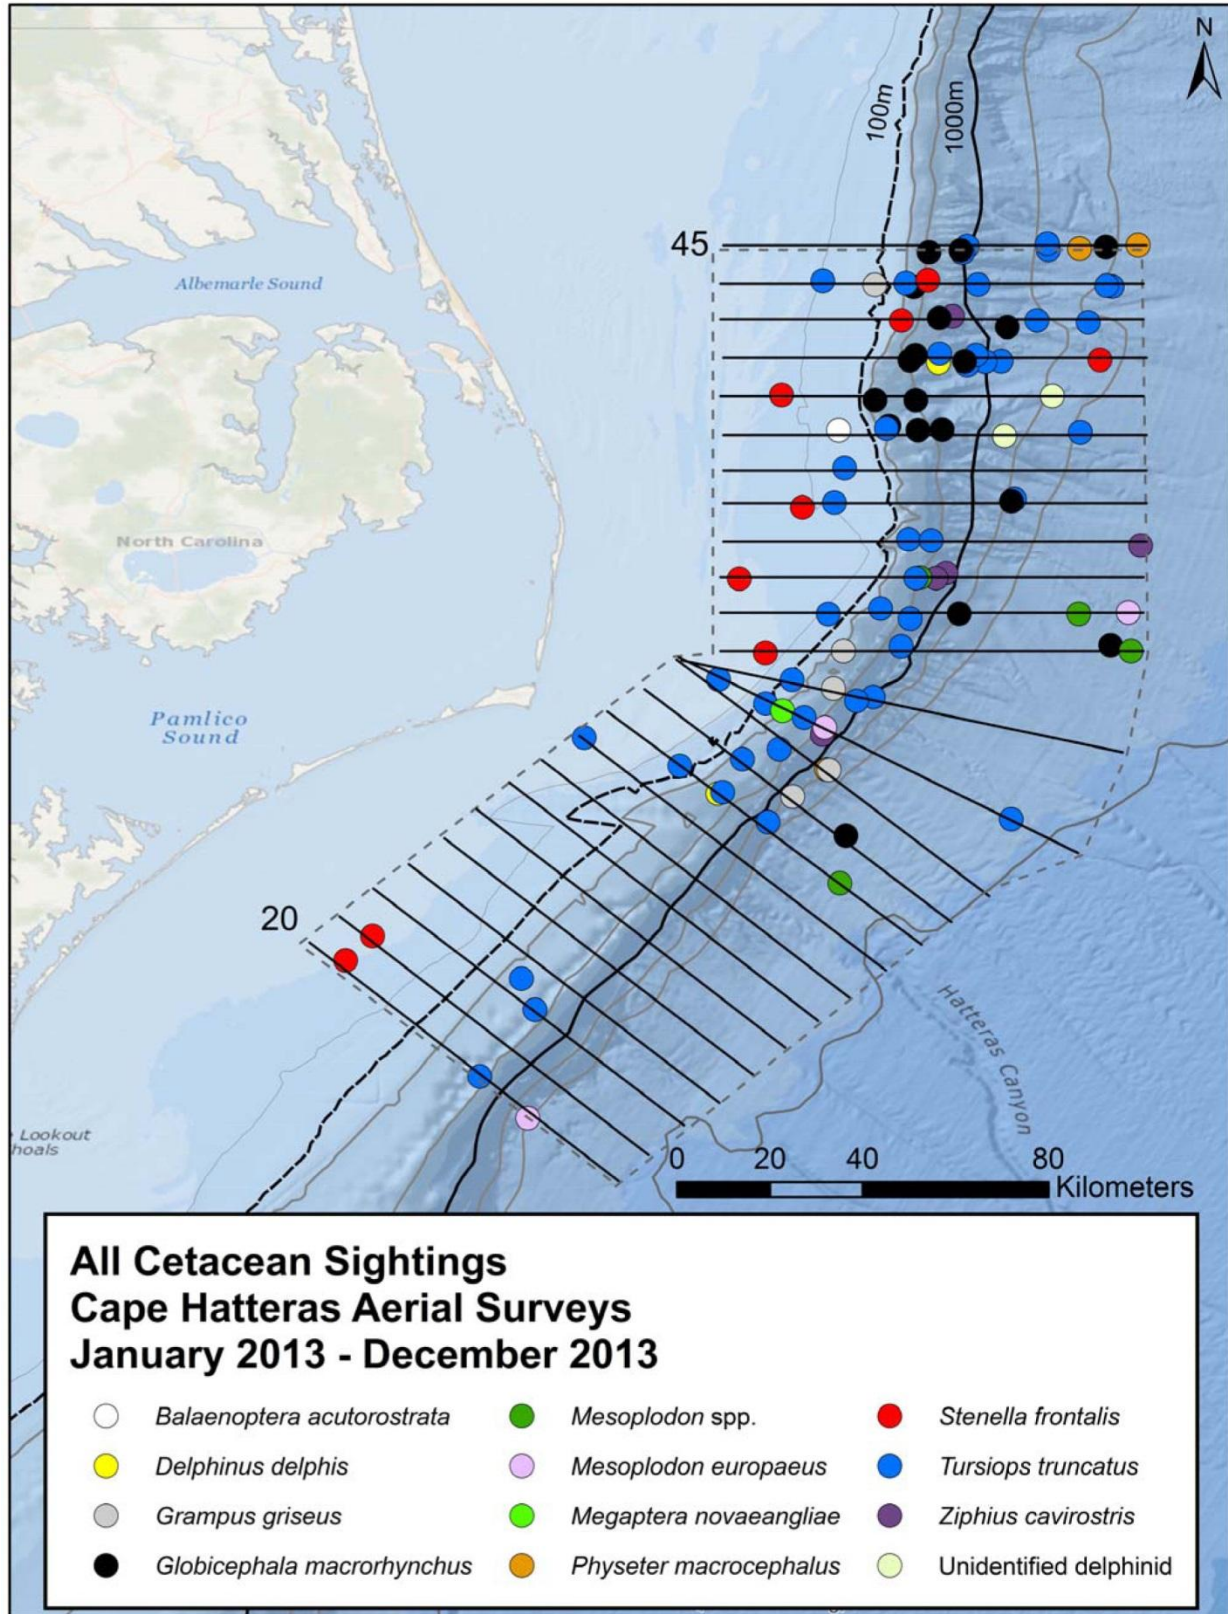 N
100m
1000m
45
Albemarle Sound
North Carolina
Pamlico
Sound
20
Hatteras Canyon
Lookout
hoals
0 20 40 80
Kilometers
All Cetacean Sightings
Cape Hatteras Aerial Surveys
January 2013 - December 2013
Balaenoptera acutorostrata
Delphinus delphis
Grampus griseus
Globicephala macrorhynchus
Mesoplodon spp.
Mesoplodon europaeus
Megaptera novaeangliae
Physeter macrocephalus
Stenella frontalis
Tursiops truncatus
Ziphius cavirostris
Unidentified delphinid